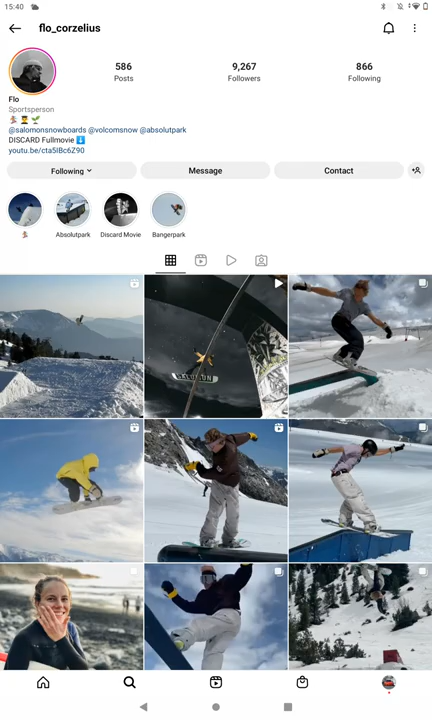 15:40
flo_corzelius
586
Posts
9,267
Followers
866
Following
Flo
Sportsperson
@salomonsnowboards @volcomsnow @absolutpark
DISCARD Fullmovie ⬇️
youtu.be/cta5lBc6Z90
Following
Message
Contact
Absolutpark
Discard Movie
Bangerpark